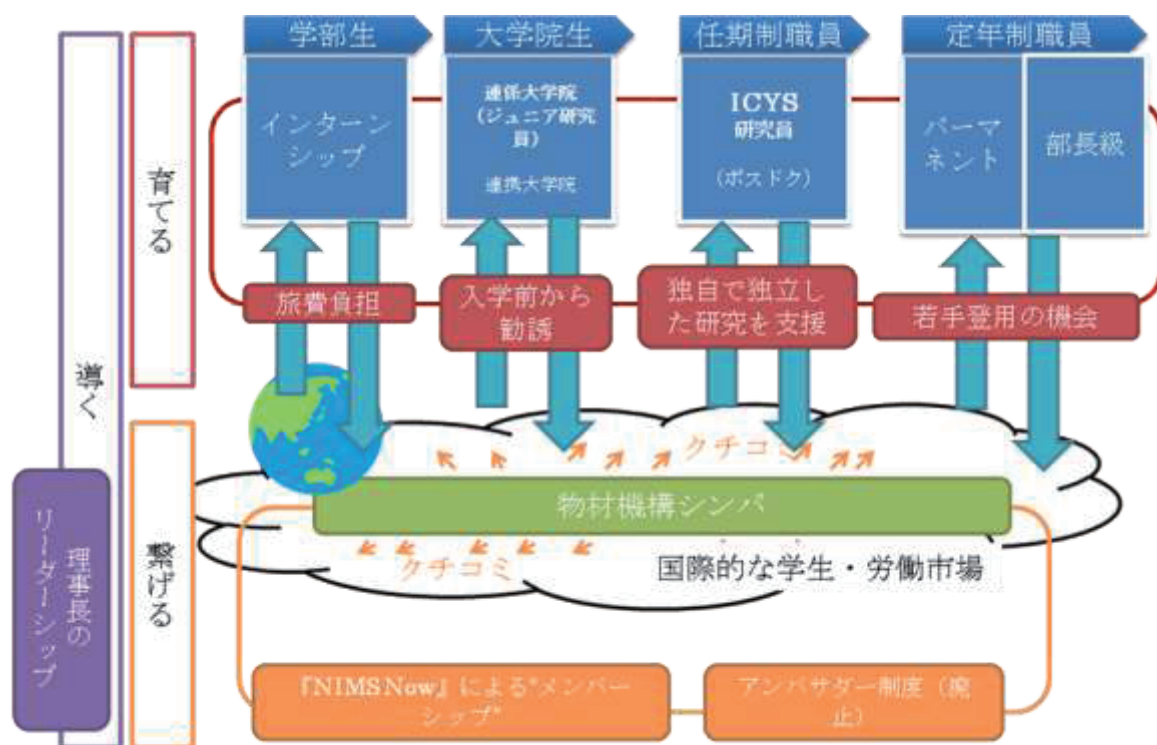 学部生
大学院生
任期制職員
定年制職員
インターン
シップ
連係大学院
(ジュニア研究
員)
連携大学院
ICYS
研究員
(ポスドク)
パーマ
ネント
部長級
育てる
導く
旅費負担
入学前から
勧誘
独自で独立し
た研究を支援
若手登用の機会
クチコミ
物材機構シンパ
クチコミ
国際的な学生・労働市場
繋げる
理事長の
リーダーシップ
『NIMSNow』による"メンバー
シップ"
アンバサダー制度（廃
止）